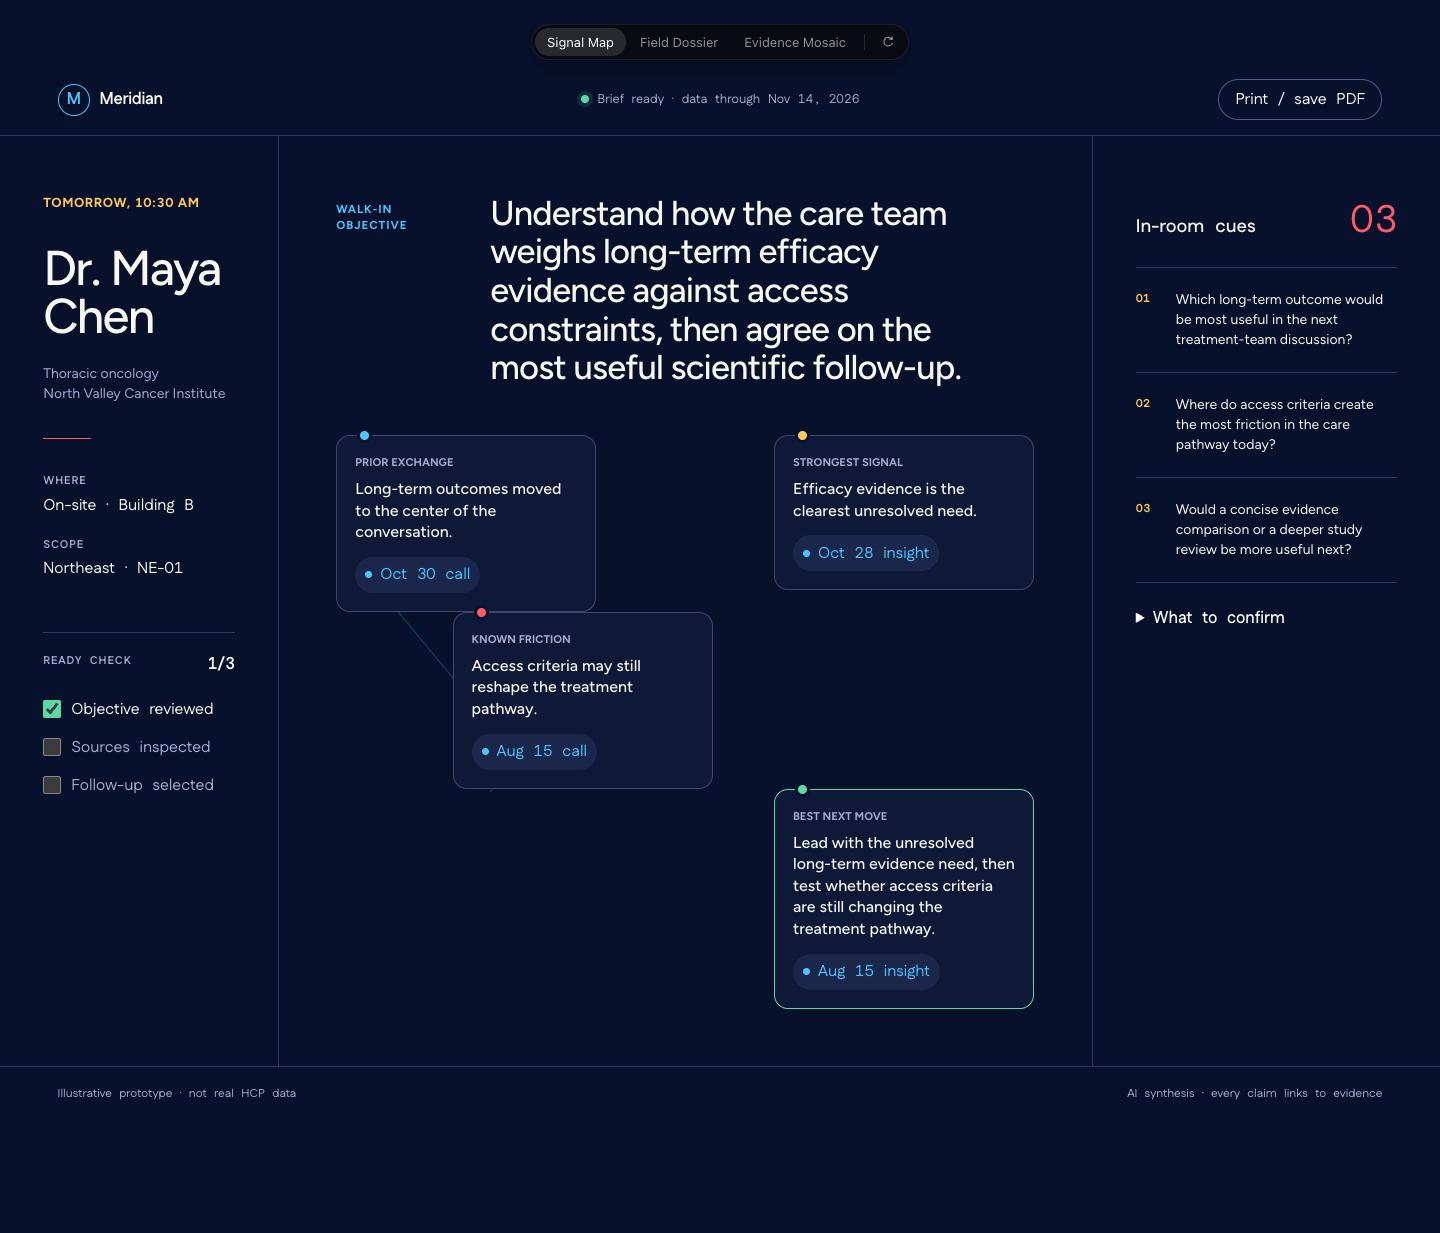 Signal Map
Field Dossier
Evidence Mosaic
M
Meridian
Brief ready · data through Nov 14, 2026
Print / save PDF
TOMORROW, 10:30 AM
Dr. Maya
Chen
Thoracic oncology
North Valley Cancer Institute
WHERE
On-site · Building B
SCOPE
Northeast · NE-01
READY CHECK
1/3
Objective reviewed
Sources inspected
Follow-up selected
WALK-IN
OBJECTIVE
Understand how the care team
weighs long-term efficacy
evidence against access
constraints, then agree on the
most useful scientific follow-up.
PRIOR EXCHANGE
Long-term outcomes moved
to the center of the
conversation.
Oct 30 call
STRONGEST SIGNAL
Efficacy evidence is the
clearest unresolved need.
Oct 28 insight
KNOWN FRICTION
Access criteria may still
reshape the treatment
pathway.
Aug 15 call
BEST NEXT MOVE
Lead with the unresolved
long-term evidence need, then
test whether access criteria
are still changing the
treatment pathway.
Aug 15 insight
In-room cues
03
01
Which long-term outcome would
be most useful in the next
treatment-team discussion?
02
Where do access criteria create
the most friction in the care
pathway today?
03
Would a concise evidence
comparison or a deeper study
review be more useful next?
What to confirm
Illustrative prototype · not real HCP data
AI synthesis · every claim links to evidence